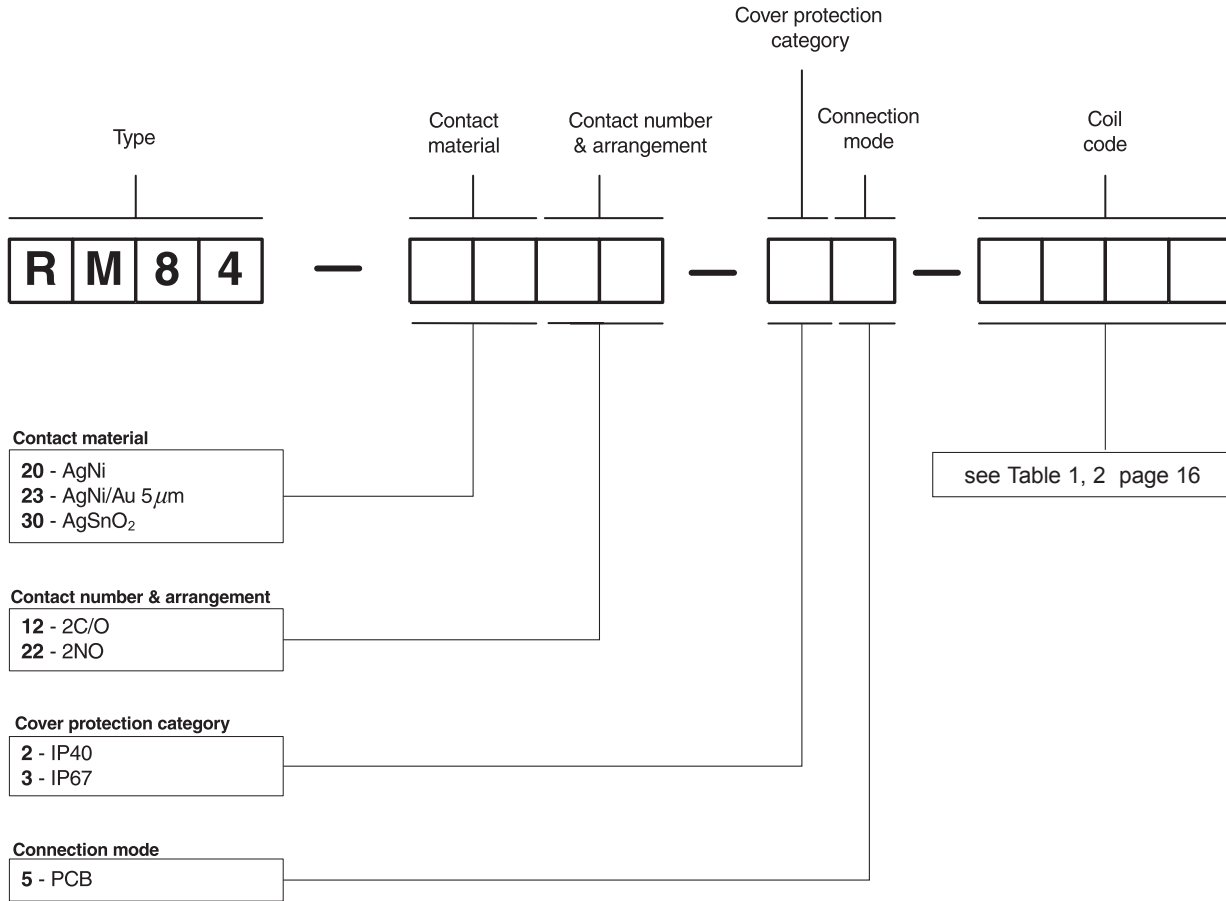 Cover protection
category
Type
Contact
material
Contact number
& arrangement
Connection
mode
Coil
code
RM84 — — —
Contact material
20 - AgNi
23 - AgNi/Au 5μm
30 - AgSnO₂
see Table 1, 2 page 16
Contact number & arrangement
12 - 2C/O
22 - 2NO
Cover protection category
2 - IP40
3 - IP67
Connection mode
5 - PCB